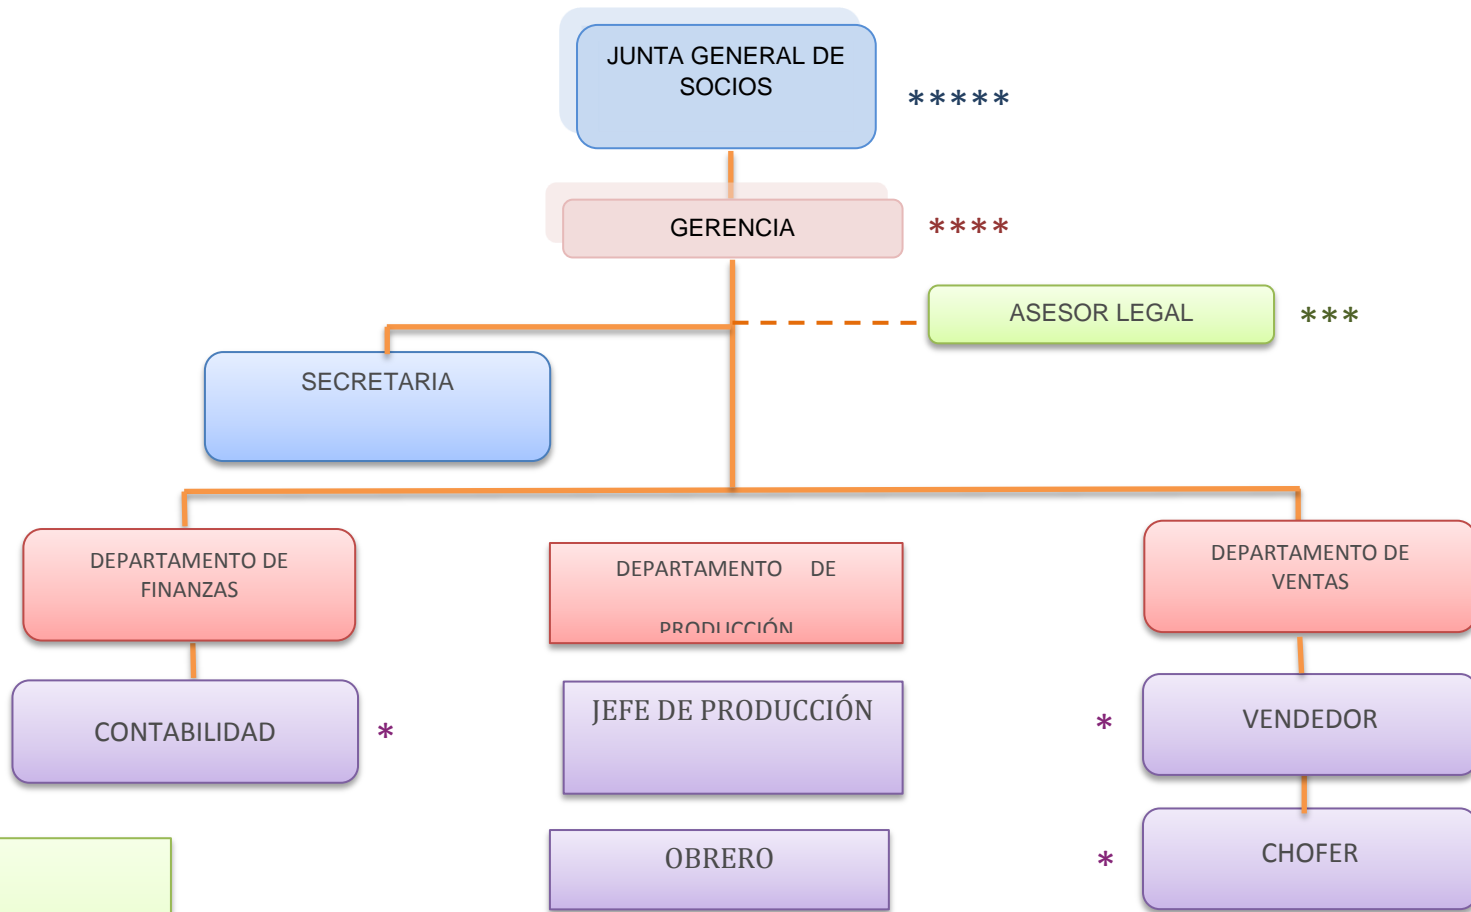 JUNTA GENERAL DE
SOCIOS
*****
GERENCIA
****
ASESOR LEGAL
***
SECRETARIA
DEPARTAMENTO DE
FINANZAS
DEPARTAMENTO DE
PRODUCCIÓN
DEPARTAMENTO DE
VENTAS
CONTABILIDAD
*
JEFE DE PRODUCCIÓN
*
VENDEDOR
OBRERO
*
CHOFER